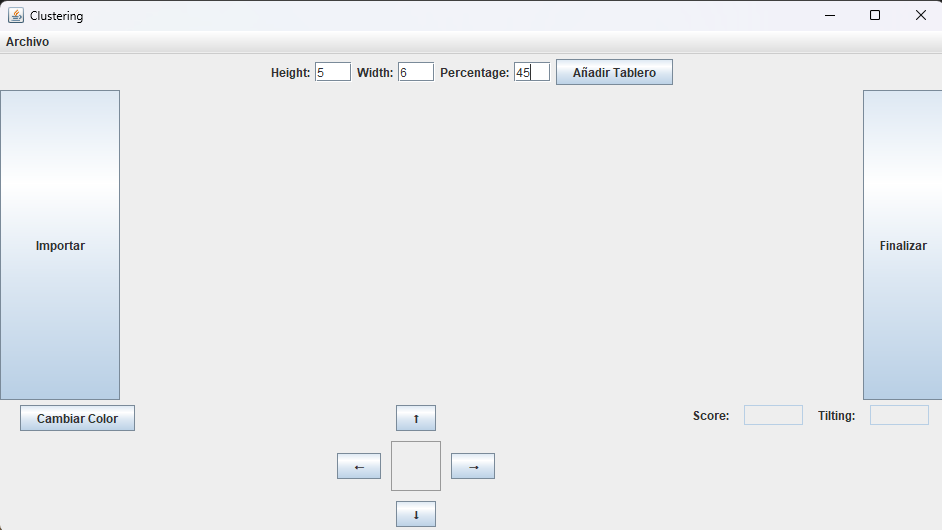 Clustering
Archivo
Height: 5 Width: 6 Percentage: 45 Añadir Tablero
Importar
Finalizar
Cambiar Color
↑
Score:
Tilting:
←
→
↓